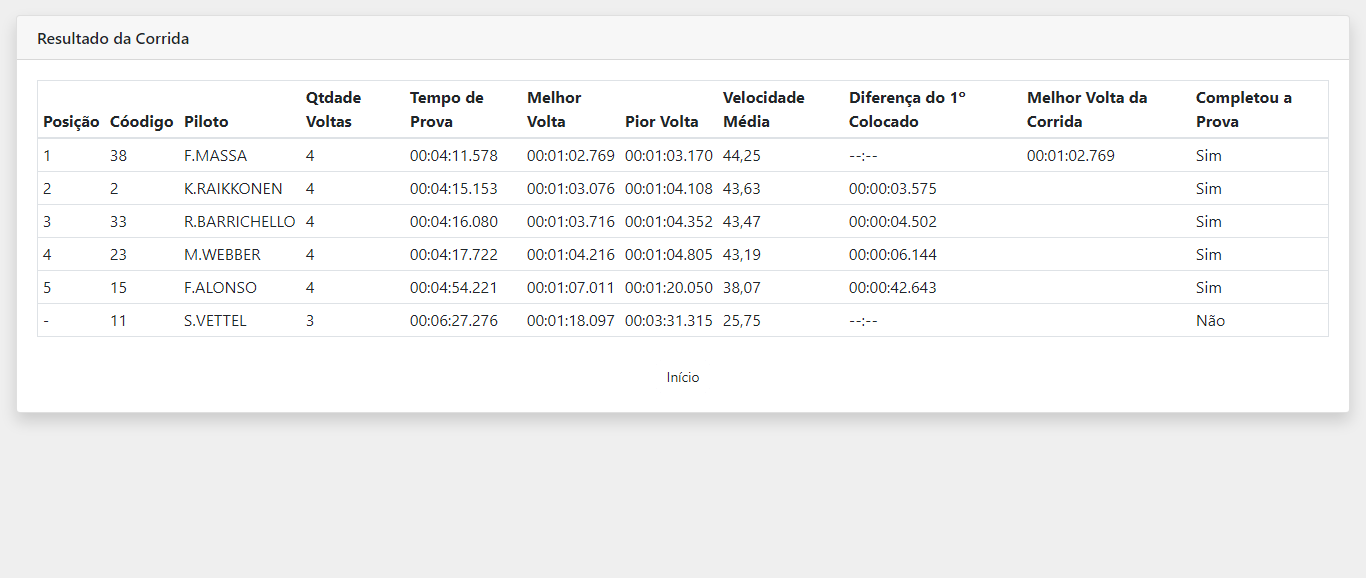 Resultado da Corrida
Posição Cóodigo Piloto Qtdade Voltas Tempo de Prova Melhor Volta Pior Volta Velocidade Média Diferença do 1º Colocado Melhor Volta da Corrida Completou a Prova
1 38 F.MASSA 4 00:04:11.578 00:01:02.769 00:01:03.170 44,25 --:-- 00:01:02.769 Sim
2 2 K.RAIKKONEN 4 00:04:15.153 00:01:03.076 00:01:04.108 43,63 00:00:03.575 Sim
3 33 R.BARRICHELLO 4 00:04:16.080 00:01:03.716 00:01:04.352 43,47 00:00:04.502 Sim
4 23 M.WEBBER 4 00:04:17.722 00:01:04.216 00:01:04.805 43,19 00:00:06.144 Sim
5 15 F.ALONSO 4 00:04:54.221 00:01:07.011 00:01:20.050 38,07 00:00:42.643 Sim
- 11 S.VETTEL 3 00:06:27.276 00:01:18.097 00:03:31.315 25,75 --:-- Não
Início